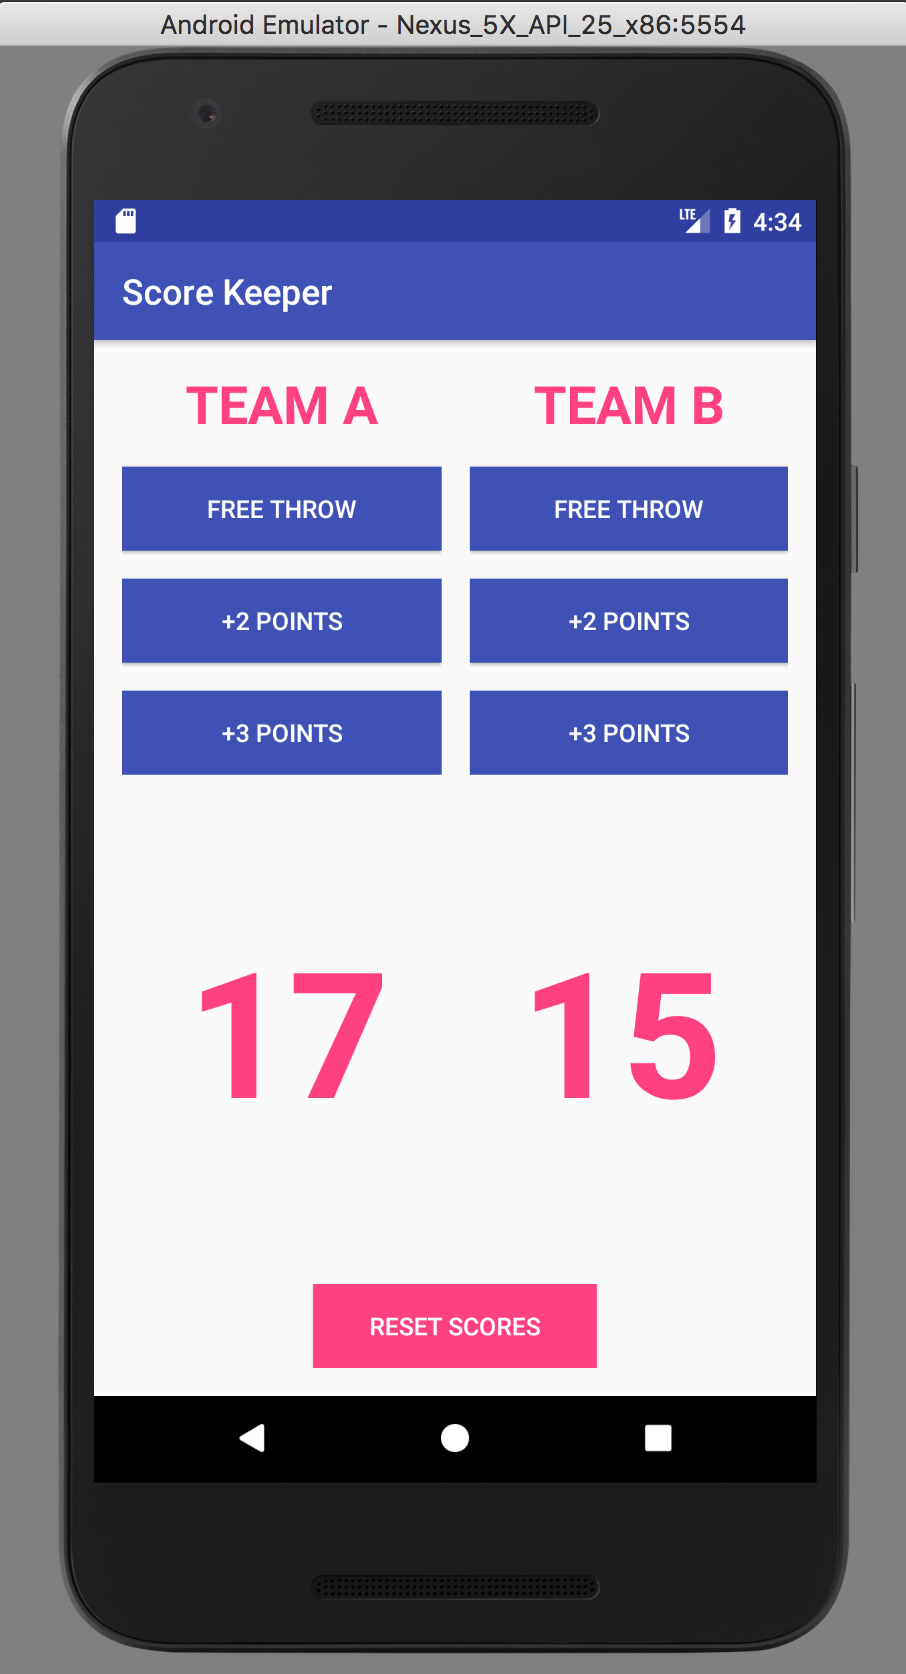 Android Emulator - Nexus_5X_API_25_x86:5554
LTE 4:34
Score Keeper
TEAM A TEAM B
FREE THROW FREE THROW
+2 POINTS +2 POINTS
+3 POINTS +3 POINTS
17 15
RESET SCORES